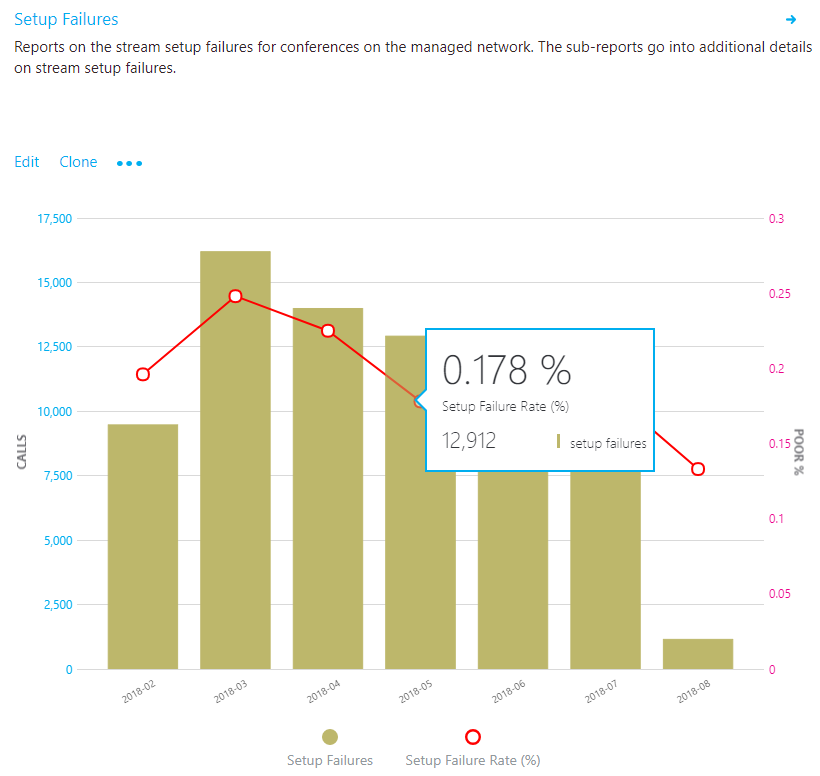 Setup Failures
Reports on the stream setup failures for conferences on the managed network. The sub-reports go into additional details
on stream setup failures.
Edit Clone
17,500 0.3
15,000 0.25
12,500 0.2
0.178 %
Setup Failure Rate (%)
12,912 setup failures
10,000 0.15
CALLS POOR %
7,500 0.1
5,000 0.05
2,500
0 0
2018-02 2018-03 2018-04 2018-05 2018-06 2018-07 2018-08
Setup Failures Setup Failure Rate (%)